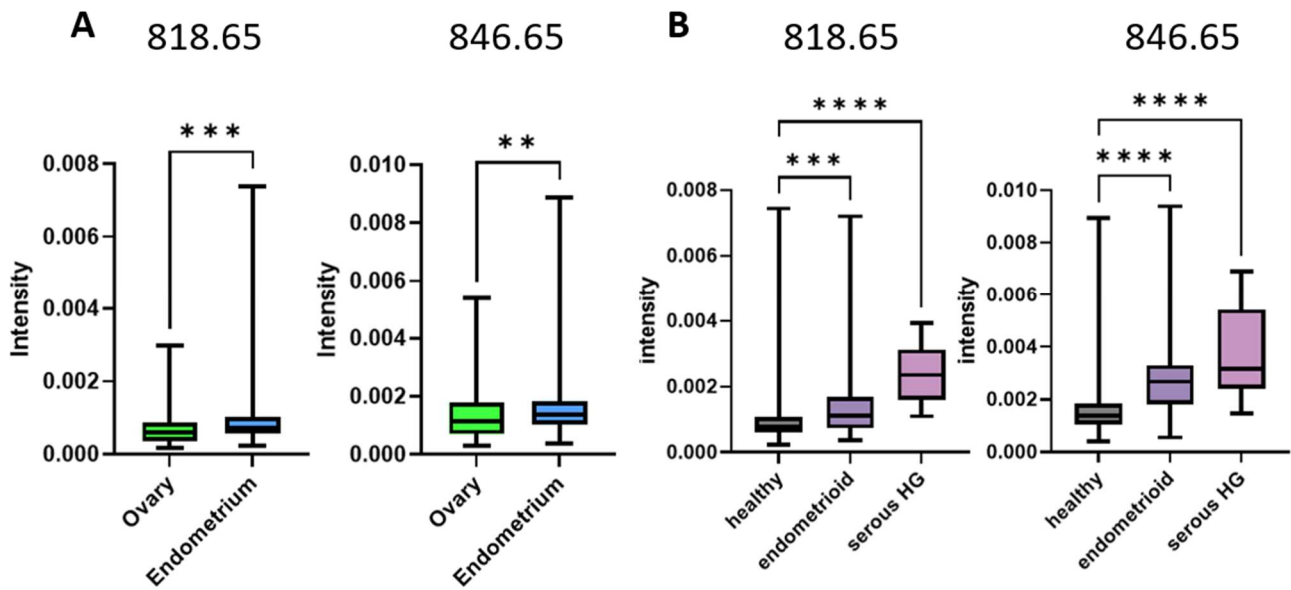 A
818.65
846.65
B
818.65
846.65
***
**
***
****
****
****
Intensity
0.008
0.006
0.004
0.002
0.000
Ovary
Endometrium
Intensity
0.010
0.008
0.006
0.004
0.002
0.000
Ovary
Endometrium
intensity
0.008
0.006
0.004
0.002
0.000
healthy
endometrioid
serous HG
intensity
0.010
0.008
0.006
0.004
0.002
0.000
healthy
endometrioid
serous HG